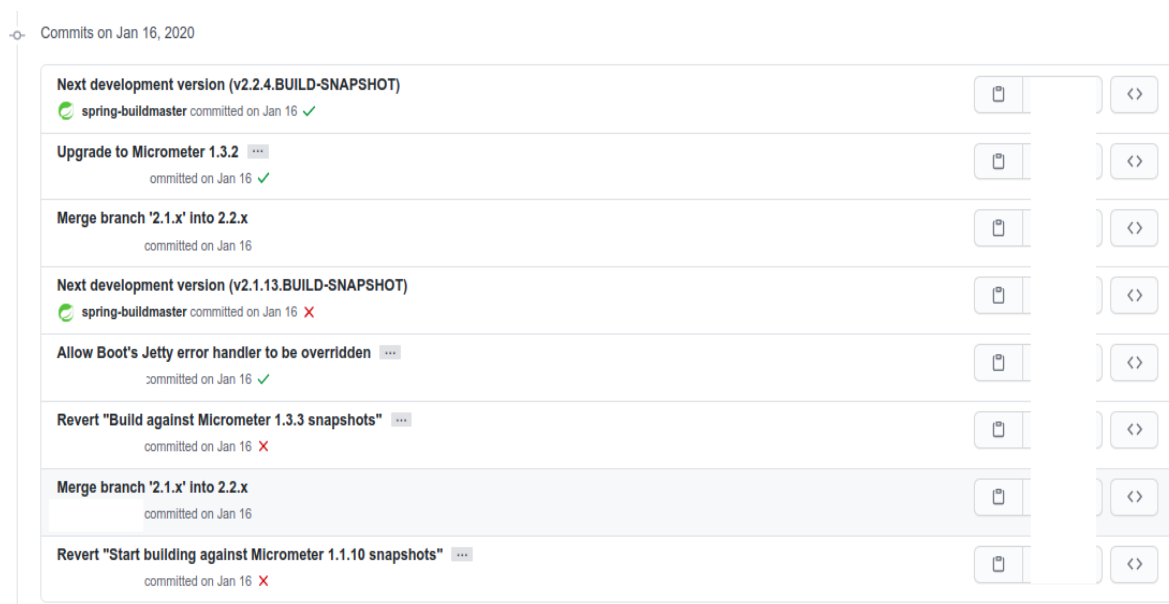 Commits on Jan 16, 2020
Next development version (v2.2.4.BUILD-SNAPSHOT)
spring-buildmaster committed on Jan 16
Upgrade to Micrometer 1.3.2 ...
ommitted on Jan 16
Merge branch '2.1.x' into 2.2.x
committed on Jan 16
Next development version (v2.1.13.BUILD-SNAPSHOT)
spring-buildmaster committed on Jan 16
Allow Boot's Jetty error handler to be overridden ...
committed on Jan 16
Revert "Build against Micrometer 1.3.3 snapshots" ...
committed on Jan 16
Merge branch '2.1.x' into 2.2.x
committed on Jan 16
Revert "Start building against Micrometer 1.1.10 snapshots" ...
committed on Jan 16